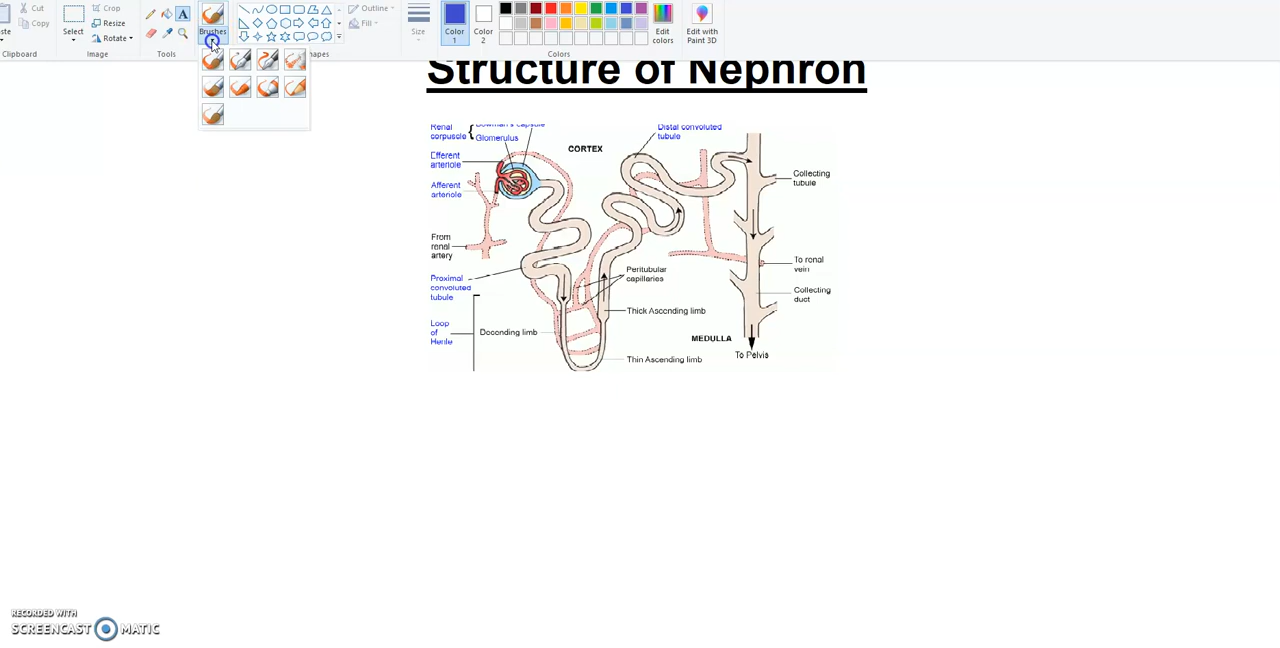 ste
Cut
Copy
Clipboard
Select
Crop
Resize
Rotate
Image
A
Tools
Brushes
hapes
Outline
Fill
Size
Color
1
Color
2
Colors
Edit
colors
Edit with
Paint 3D
Structure of Nephron
Renal
corpuscle
Bowman's capsule
Glomerulus
Efferent
arteriole
Afferent
arteriole
From
renal
artery
Proximal
convoluted
tubule
Loop
of
Henle
CORTEX
Distal convoluted
tubule
Collecting
tubule
To renal
vein
Collecting
duct
Peritubular
capillaries
Thick Ascending limb
Decending limb
MEDULLA
Thin Ascending limb
To Pelvis
RECORDED WITH
SCREENCAST MATIC